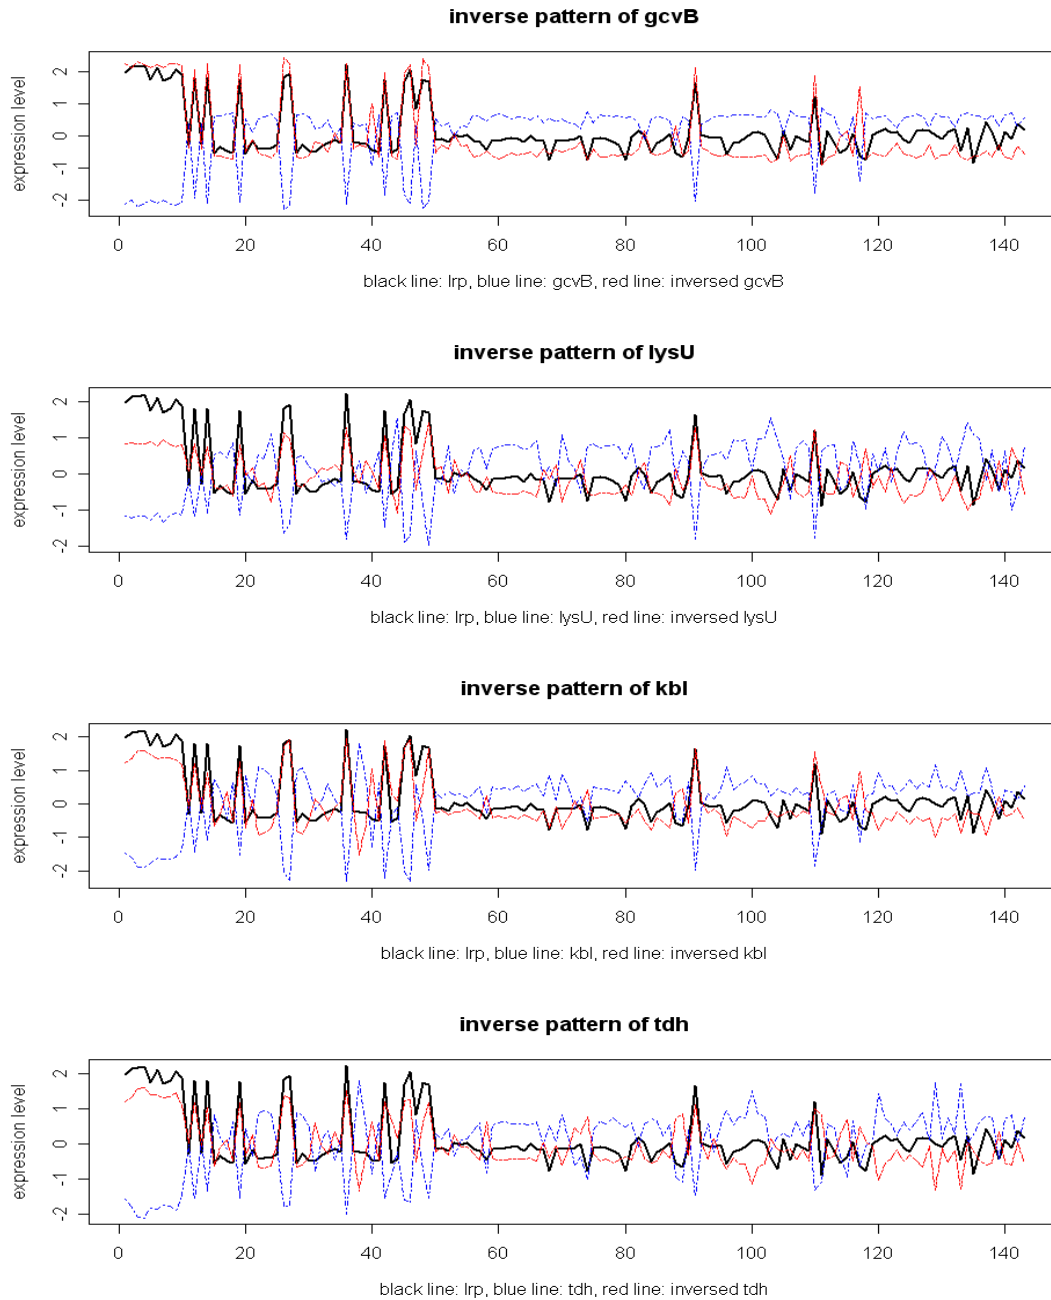 inverse pattern of gcvB
expression level
2
1
0
-1
-2
0 20 40 60 80 100 120 140
black line: lrp, blue line: gcvB, red line: inversed gcvB
inverse pattern of lysU
expression level
2
1
0
-1
-2
0 20 40 60 80 100 120 140
black line: lrp, blue line: lysU, red line: inversed lysU
inverse pattern of kbl
expression level
2
1
0
-1
-2
0 20 40 60 80 100 120 140
black line: lrp, blue line: kbl, red line: inversed kbl
inverse pattern of tdh
expression level
2
1
0
-1
-2
0 20 40 60 80 100 120 140
black line: lrp, blue line: tdh, red line: inversed tdh